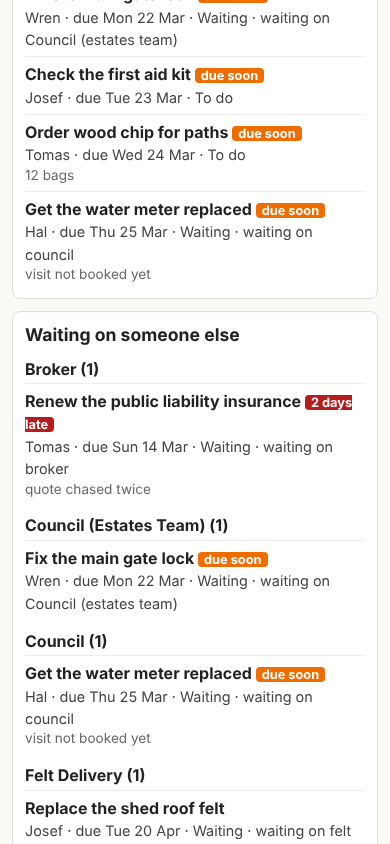 Wren · due Mon 22 Mar · Waiting · waiting on
Council (estates team)
Check the first aid kit due soon
Josef · due Tue 23 Mar · To do
Order wood chip for paths due soon
Tomas · due Wed 24 Mar · To do
12 bags
Get the water meter replaced due soon
Hal · due Thu 25 Mar · Waiting · waiting on
council
visit not booked yet
Waiting on someone else
Broker (1)
Renew the public liability insurance 2 days
late
Tomas · due Sun 14 Mar · Waiting · waiting on
broker
quote chased twice
Council (Estates Team) (1)
Fix the main gate lock due soon
Wren · due Mon 22 Mar · Waiting · waiting on
Council (estates team)
Council (1)
Get the water meter replaced due soon
Hal · due Thu 25 Mar · Waiting · waiting on
council
visit not booked yet
Felt Delivery (1)
Replace the shed roof felt
Josef · due Tue 20 Apr · Waiting · waiting on felt